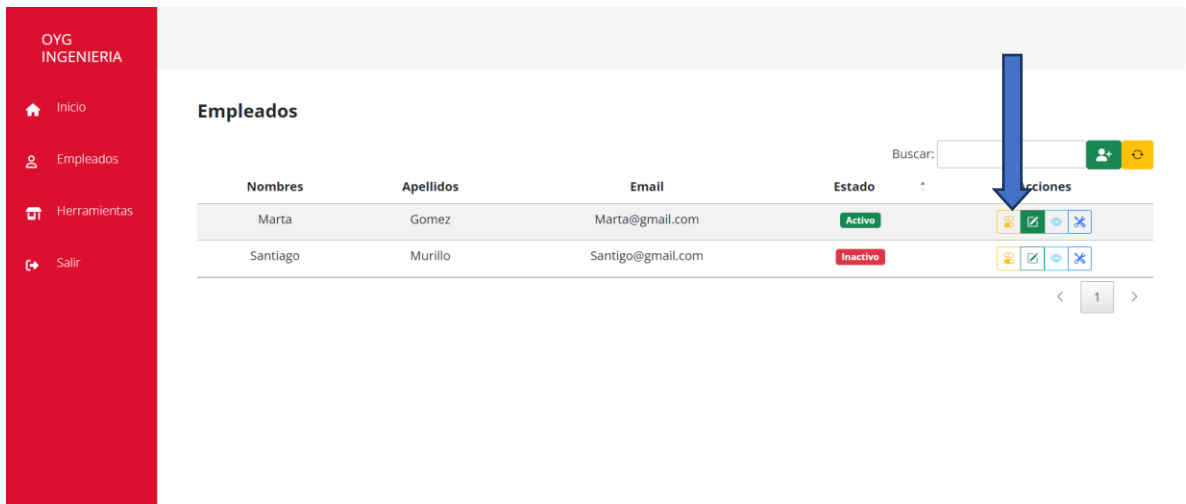 OYG
INGENIERIA
Inicio
Empleados
Herramientas
Salir
Empleados
Buscar:
Nombres Apellidos Email Estado cciones
Marta Gomez Marta@gmail.com Activo
Santiago Murillo Santigo@gmail.com Inactivo
< 1 >